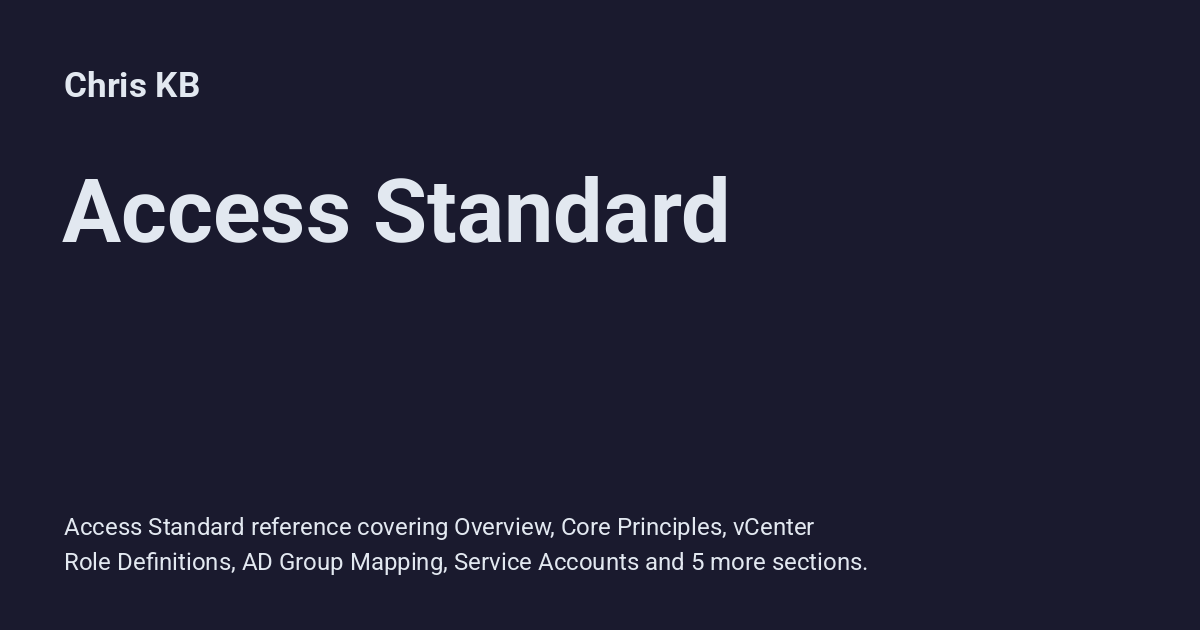 Chris KB
Access Standard
Access Standard reference covering Overview, Core Principles, vCenter
Role Definitions, AD Group Mapping, Service Accounts and 5 more sections.